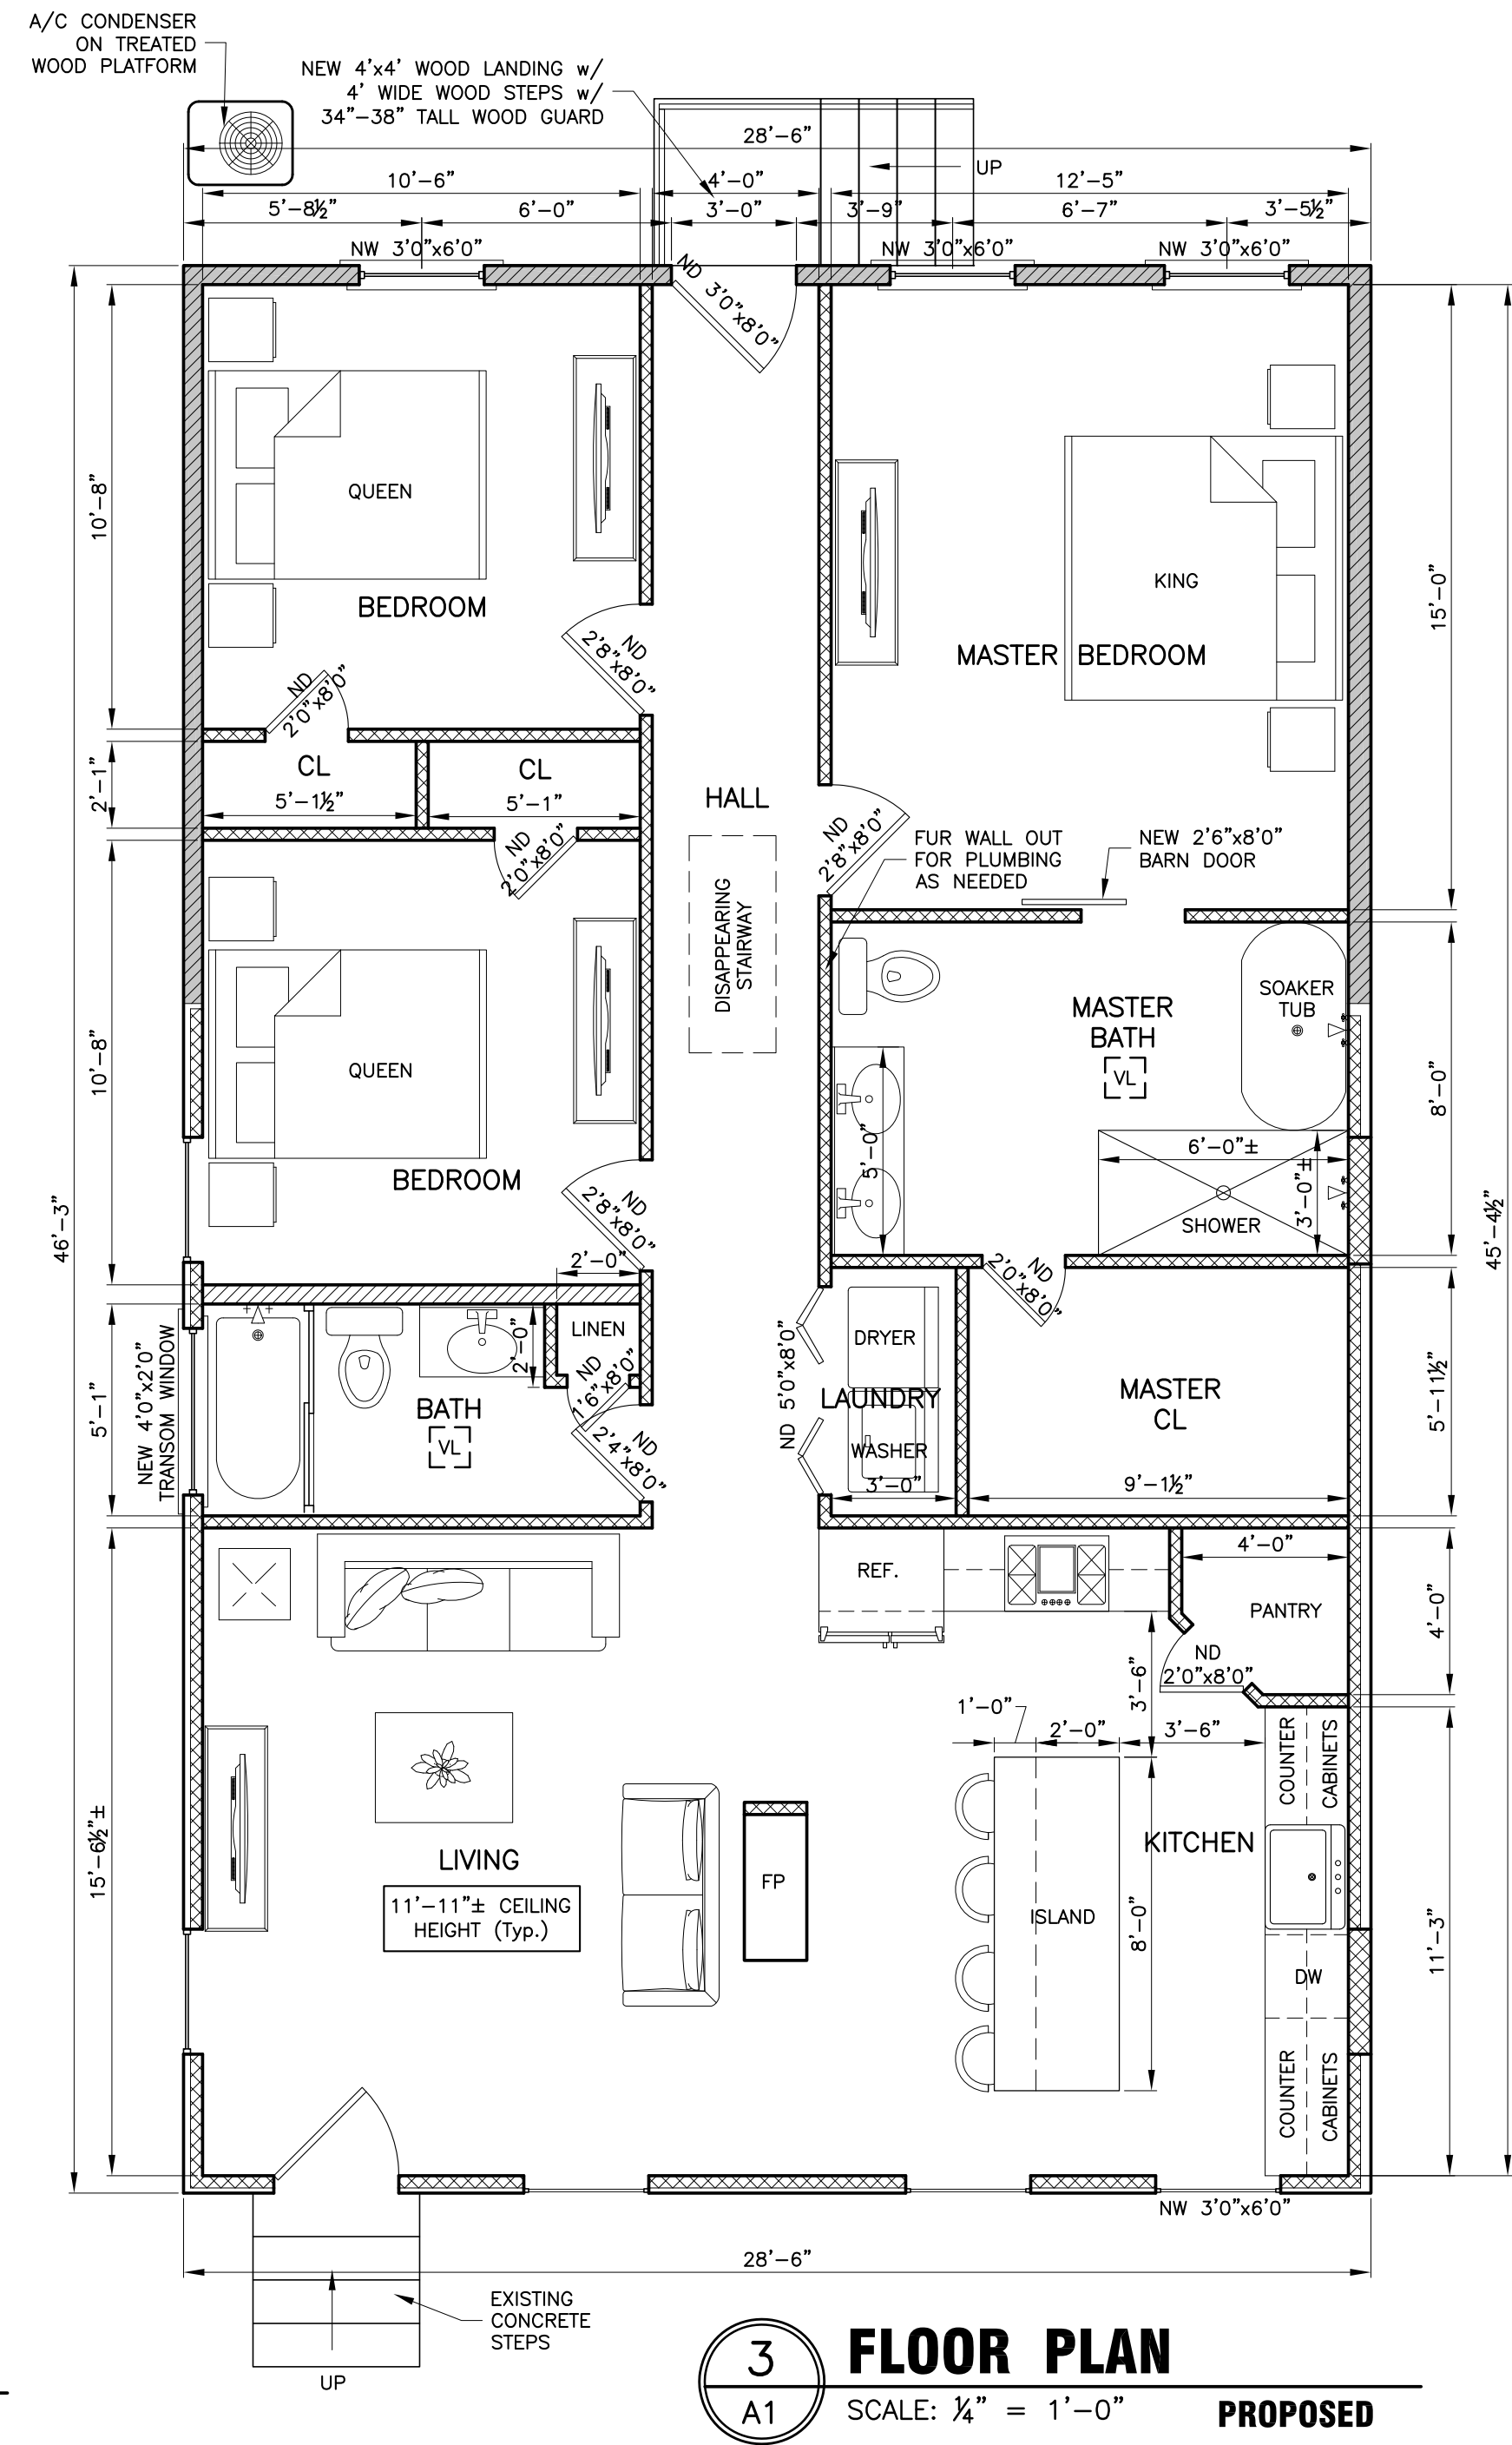 A/C CONDENSER
ON TREATED
WOOD PLATFORM
NEW 4'x4' WOOD LANDING w/
4' WIDE WOOD STEPS w/
34"-38" TALL WOOD GUARD
28'-6"
UP
10'-6"
4'-0"
12'-5"
5'-8½"
6'-0"
3'-0"
3'-9"
6'-7"
3'-5½"
NW 3'0"x6'0"
NW 3'0"x6'0"
NW 3'0"x6'0"
ND 3'0"x8'0"
10'-8"
QUEEN
BEDROOM
ND
2'8"x8'0"
KING
MASTER BEDROOM
15'-0"
ND
2'0"x8'0"
2'-1"
CL
5'-1½"
CL
5'-1"
HALL
ND
2'0"x8'0"
ND
2'8"x8'0"
FUR WALL OUT
FOR PLUMBING
AS NEEDED
NEW 2'6"x8'0"
BARN DOOR
DISAPPEARING
STAIRWAY
10'-8"
QUEEN
BEDROOM
ND
2'8"x8'0"
MASTER
BATH
VL
SOAKER
TUB
8'-0"
5'-0"
6'-0"±
3'-0"±
SHOWER
46'-3"
45'-4½"
2'-0"
ND
2'0"x8'0"
NEW 4'0"x2'0"
TRANSOM WINDOW
5'-1"
2'-0"
LINEN
ND
1'6"x8'0"
BATH
VL
ND
2'4"x8'0"
ND 5'0"x8'0"
DRYER
LAUNDRY
WASHER
3'-0"
MASTER
CL
9'-1½"
5'-11½"
REF.
4'-0"
PANTRY
4'-0"
ND
2'0"x8'0"
3'-6"
1'-0"
2'-0"
3'-6"
COUNTER
CABINETS
15'-6½"±
LIVING
11'-11"± CEILING
HEIGHT (Typ.)
FP
ISLAND
8'-0"
KITCHEN
DW
COUNTER
CABINETS
11'-3"
NW 3'0"x6'0"
28'-6"
EXISTING
CONCRETE
STEPS
UP
3
A1
FLOOR PLAN
SCALE: ¼" = 1'-0"
PROPOSED